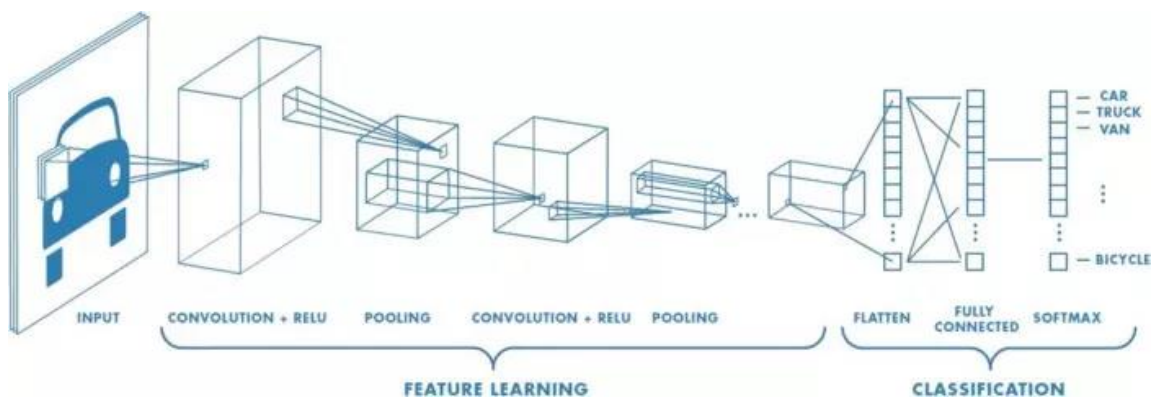 CAR
TRUCK
VAN
BICYCLE
INPUT
CONVOLUTION + RELU
POOLING
CONVOLUTION + RELU
POOLING
FLATTEN
FULLY
CONNECTED
SOFTMAX
FEATURE LEARNING
CLASSIFICATION